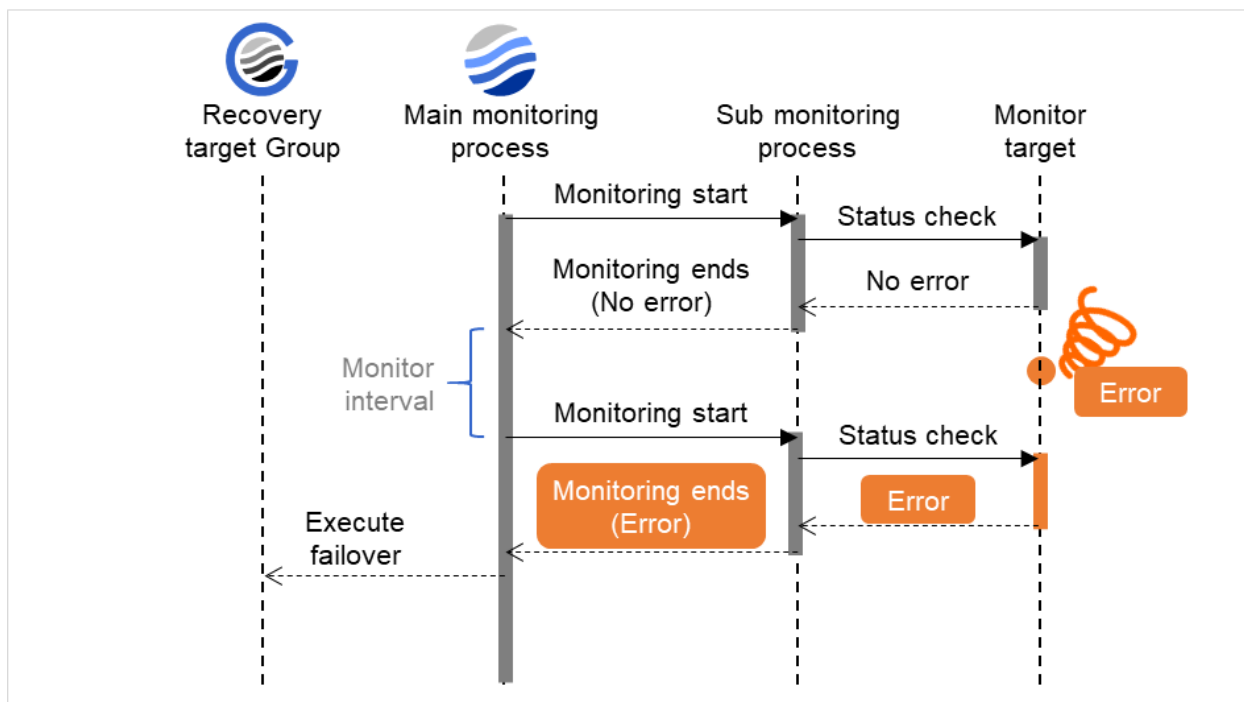 Recovery
target Group
Main monitoring
process
Sub monitoring
process
Monitor
target
Monitoring start
Status check
Monitoring ends
(No error)
No error
Monitor
interval
Error
Monitoring start
Status check
Monitoring ends
(Error)
Error
Execute
failover